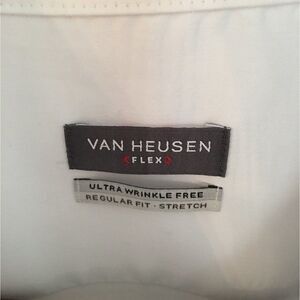 VAN HEUSEN
FLEX
ULTRA WRINKLE FREE
REGULAR FIT · STRETCH